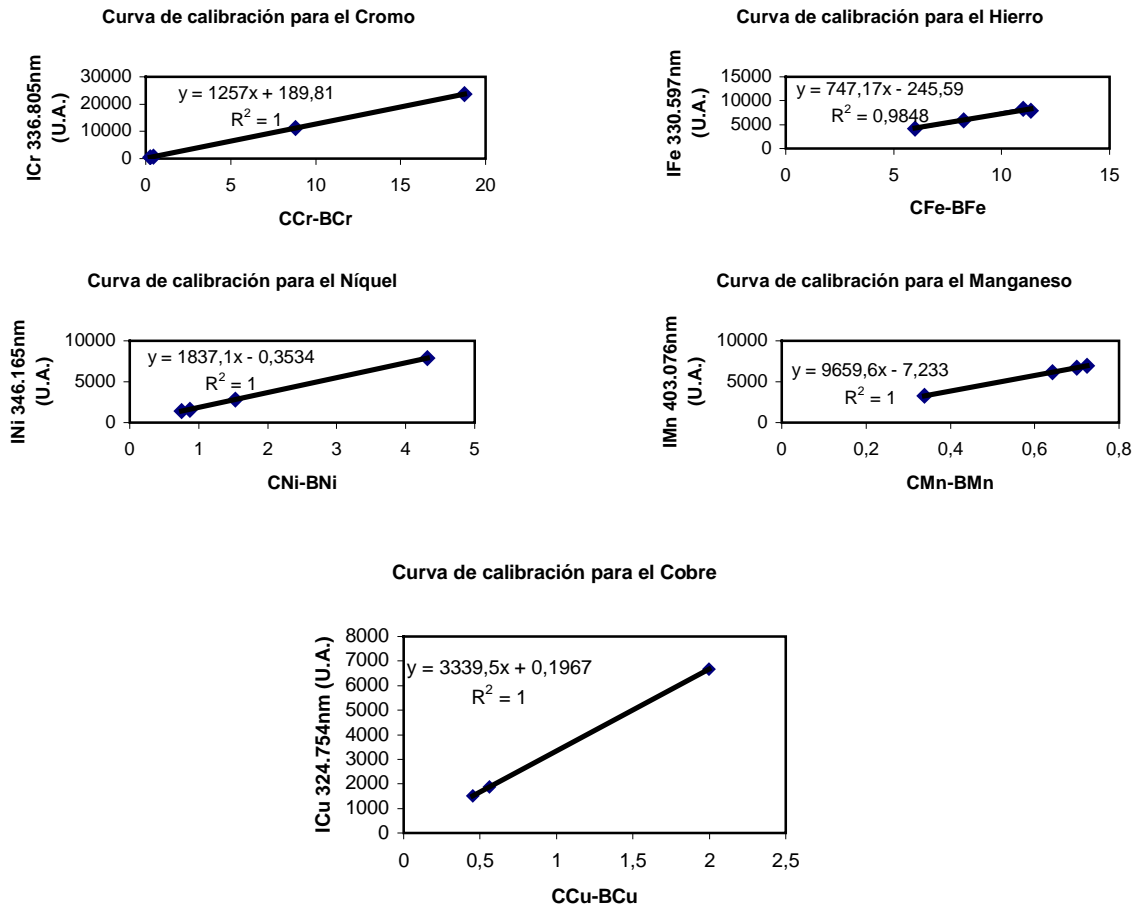 Curva de calibración para el Cromo
ICr 336.805nm
(U.A.)
30000
20000
10000
0
y = 1257x + 189,81
R² = 1
0 5 10 15 20
CCr-BCr
Curva de calibración para el Hierro
IFe 330.597nm
(U.A.)
15000
10000
5000
0
y = 747,17x - 245,59
R² = 0,9848
0 5 10 15
CFe-BFe
Curva de calibración para el Níquel
INi 346.165nm
(U.A.)
10000
5000
0
y = 1837,1x - 0,3534
R² = 1
0 1 2 3 4 5
CNi-BNi
Curva de calibración para el Manganeso
IMn 403.076nm
(U.A.)
10000
5000
0
y = 9659,6x - 7,233
R² = 1
0 0,2 0,4 0,6 0,8
CMn-BMn
Curva de calibración para el Cobre
ICu 324.754nm (U.A.)
8000
7000
6000
5000
4000
3000
2000
1000
0
y = 3339,5x + 0,1967
R² = 1
0 0,5 1 1,5 2 2,5
CCu-BCu